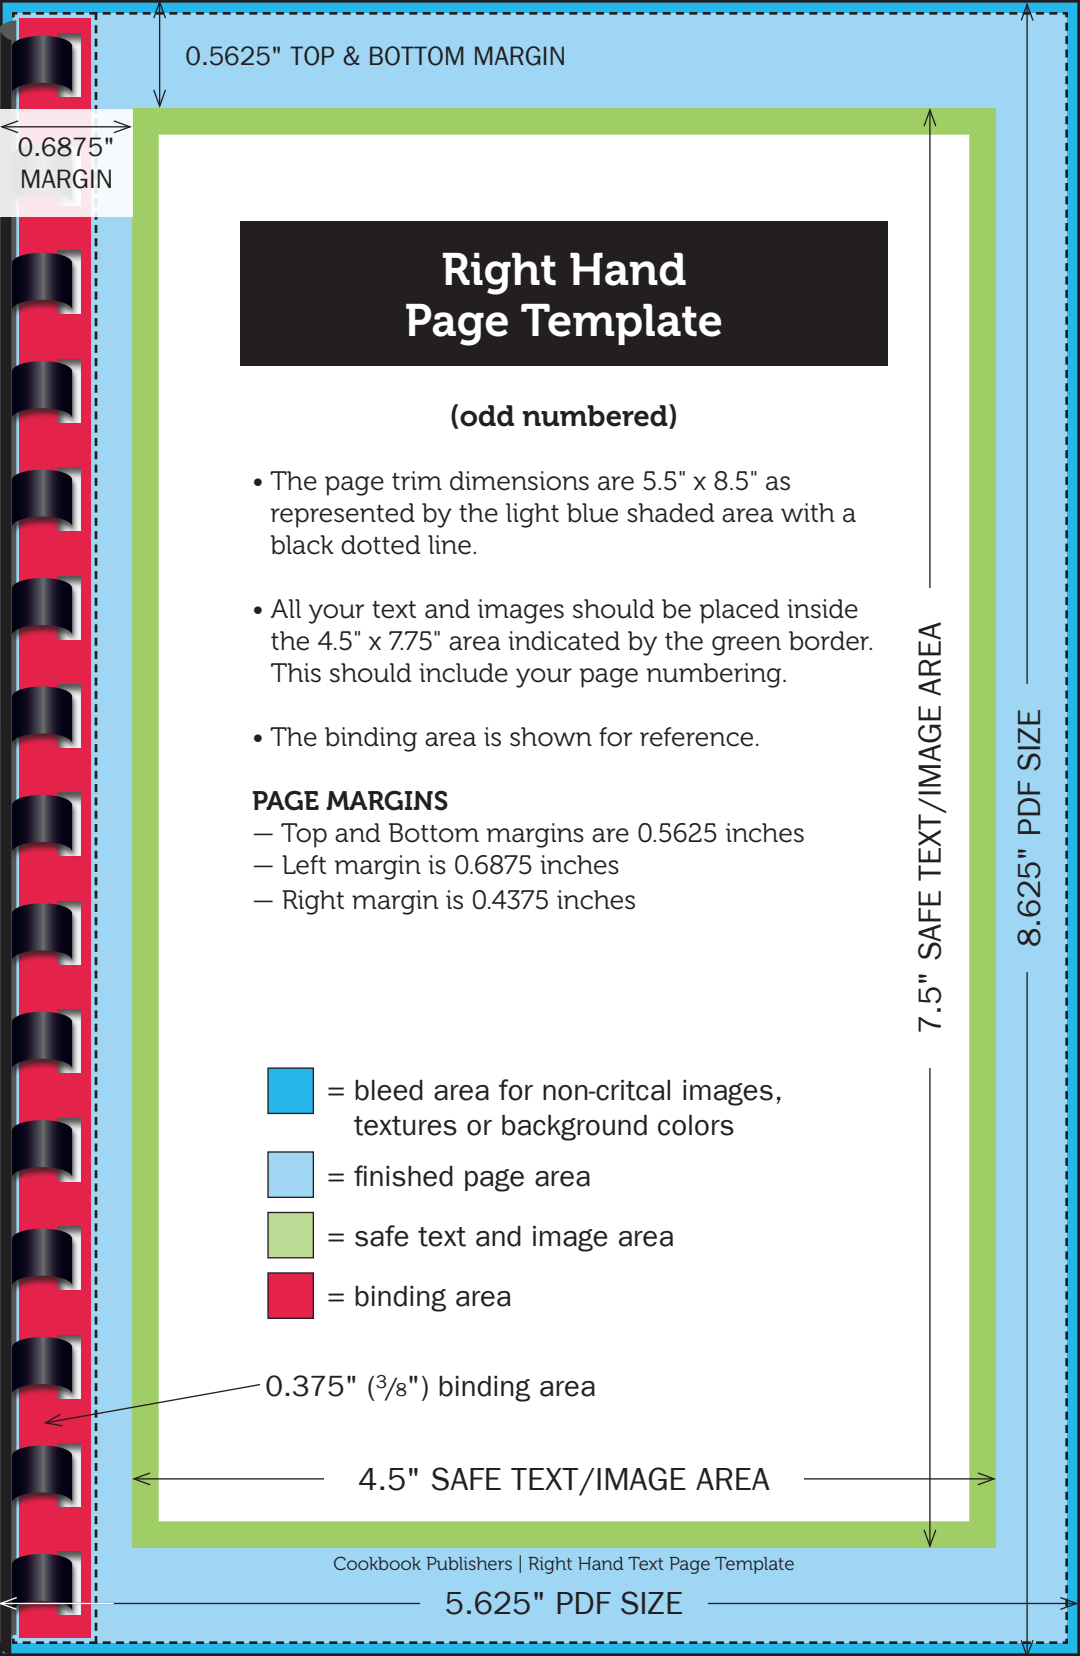 0.5625" TOP & BOTTOM MARGIN
0.6875"
MARGIN
Right Hand
Page Template
(odd numbered)
• The page trim dimensions are 5.5" x 8.5" as
represented by the light blue shaded area with a
black dotted line.
• All your text and images should be placed inside
the 4.5" x 7.75" area indicated by the green border.
This should include your page numbering.
• The binding area is shown for reference.
PAGE MARGINS
— Top and Bottom margins are 0.5625 inches
— Left margin is 0.6875 inches
— Right margin is 0.4375 inches
7.5" SAFE TEXT/IMAGE AREA
8.625" PDF SIZE
= bleed area for non-critcal images,
textures or background colors
= finished page area
= safe text and image area
= binding area
0.375" (3/8") binding area
4.5" SAFE TEXT/IMAGE AREA
Cookbook Publishers | Right Hand Text Page Template
5.625" PDF SIZE